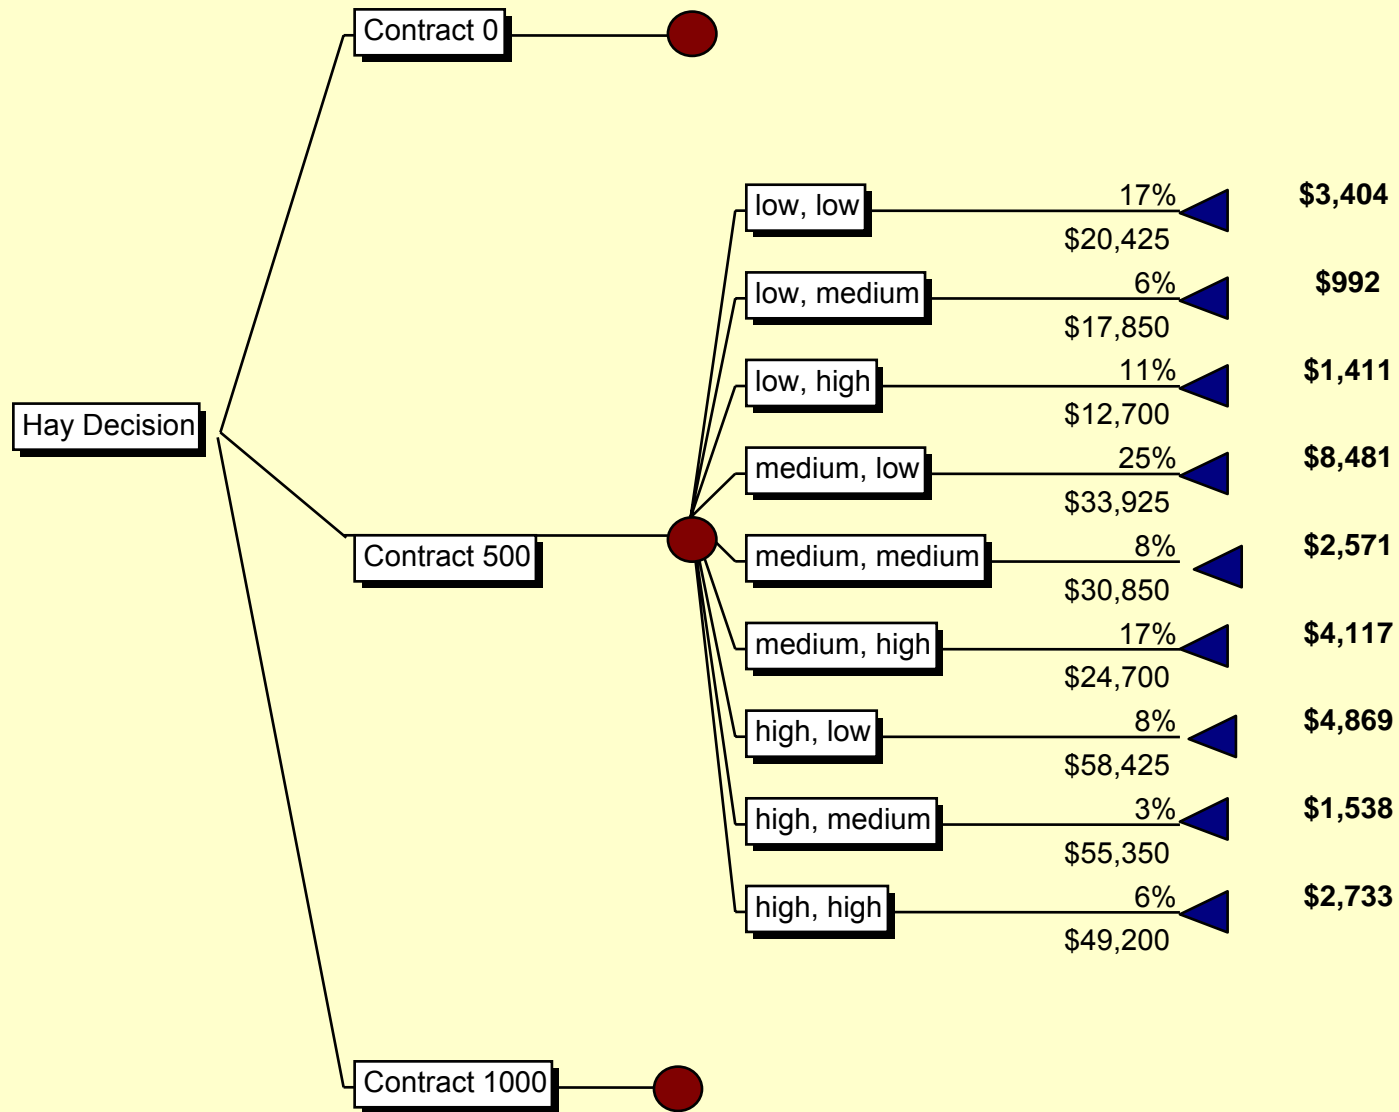 Contract 0
low, low
17%
$3,404
$20,425
low, medium
6%
$992
$17,850
low, high
11%
$1,411
$12,700
Hay Decision
medium, low
25%
$8,481
$33,925
Contract 500
medium, medium
8%
$2,571
$30,850
medium, high
17%
$4,117
$24,700
high, low
8%
$4,869
$58,425
high, medium
3%
$1,538
$55,350
high, high
6%
$2,733
$49,200
Contract 1000